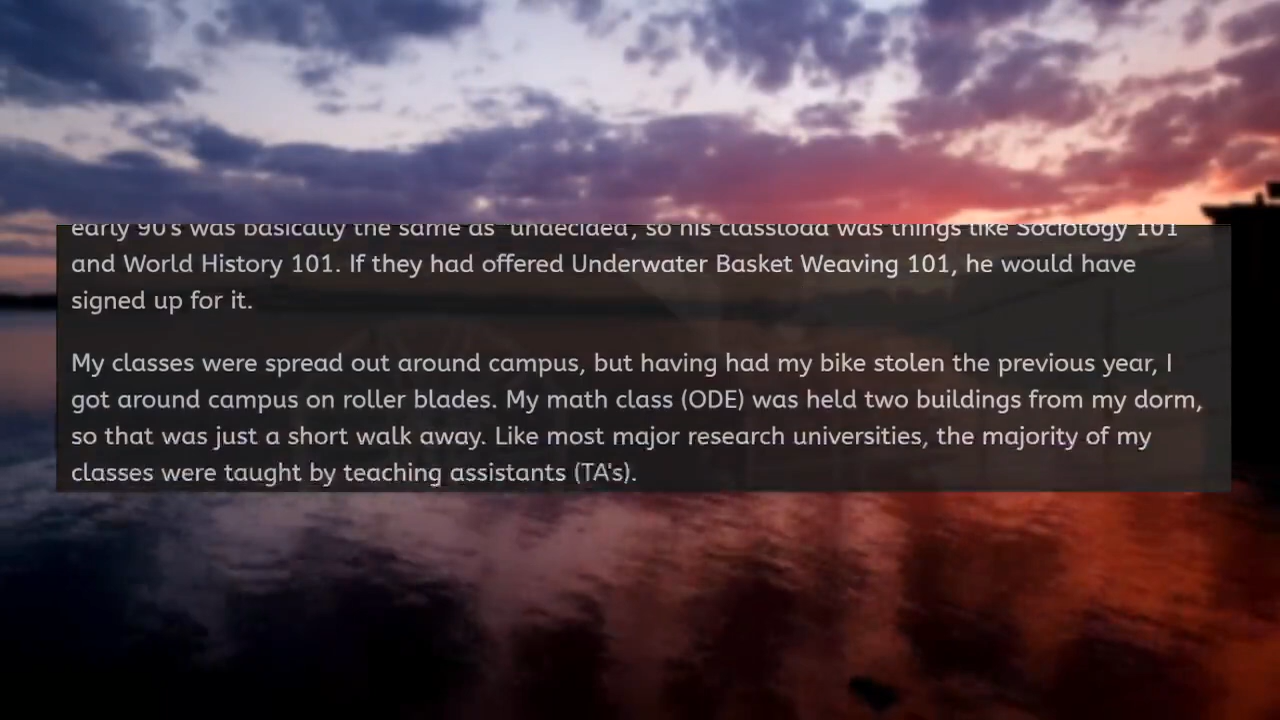 early 90's was basically the same as 'undecided', so his classload was things like Sociology 101
and World History 101. If they had offered Underwater Basket Weaving 101, he would have
signed up for it.
My classes were spread out around campus, but having had my bike stolen the previous year, I
got around campus on roller blades. My math class (ODE) was held two buildings from my dorm,
so that was just a short walk away. Like most major research universities, the majority of my
classes were taught by teaching assistants (TA's).